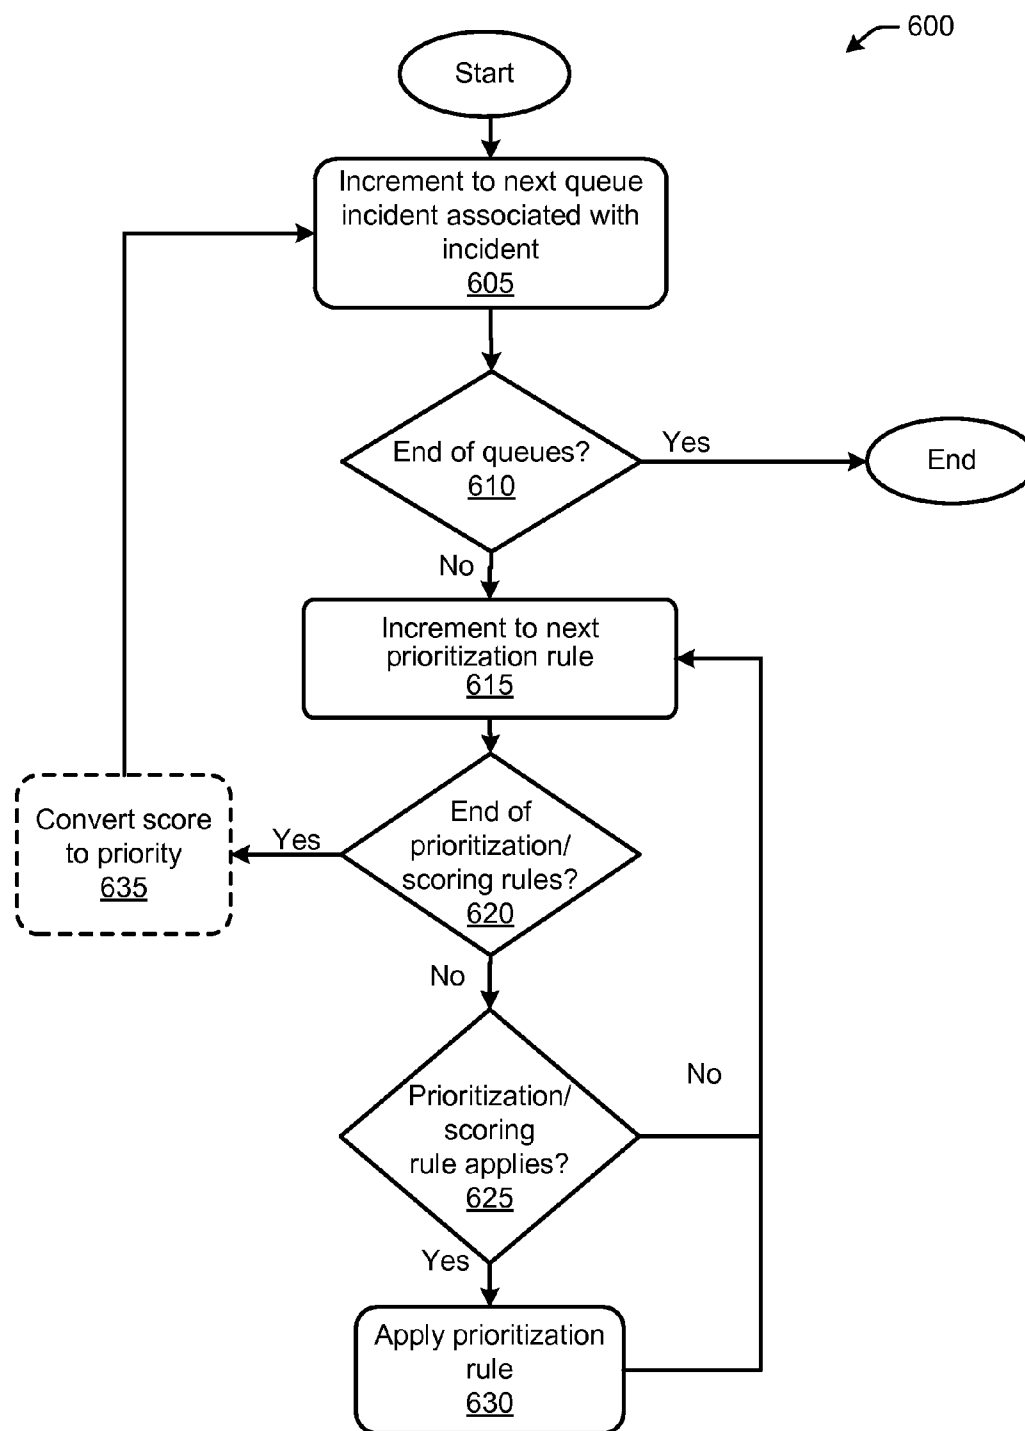 600
Start
Increment to next queue
incident associated with
incident
605
End of queues?
610
Yes
End
No
Increment to next
prioritization rule
615
End of
prioritization/
scoring rules?
620
Yes
Convert score
to priority
635
No
Prioritization/
scoring
rule applies?
625
No
Yes
Apply prioritization
rule
630